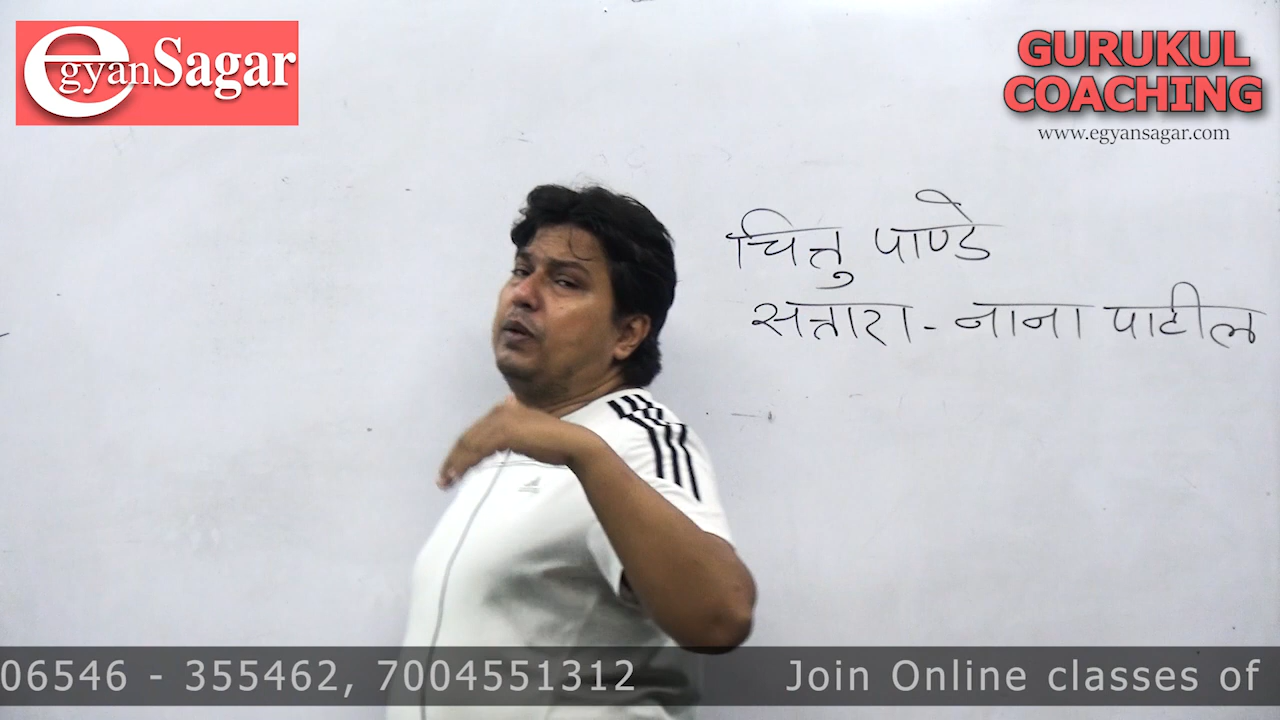 egyanSagar
GURUKUL
COACHING
www.egyansagar.com
चित्तु पाण्डे
सत्तारा - नाना पाटील
06546 - 355462, 7004551312 Join Online classes of